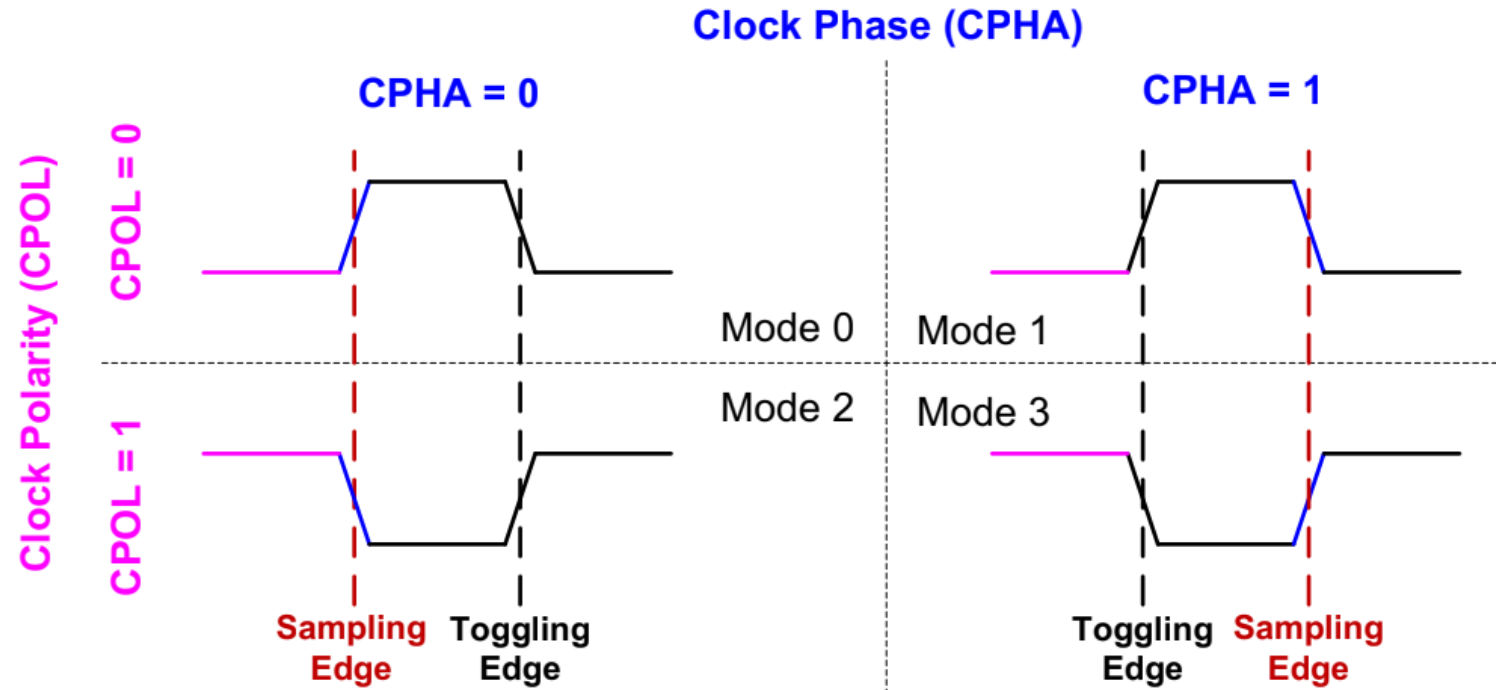 Clock Phase (CPHA)
CPHA = 0
CPHA = 1
Clock Polarity (CPOL)
CPOL = 0
Mode 0
Mode 1
CPOL = 1
Mode 2
Mode 3
Sampling
Edge
Toggling
Edge
Toggling
Edge
Sampling
Edge